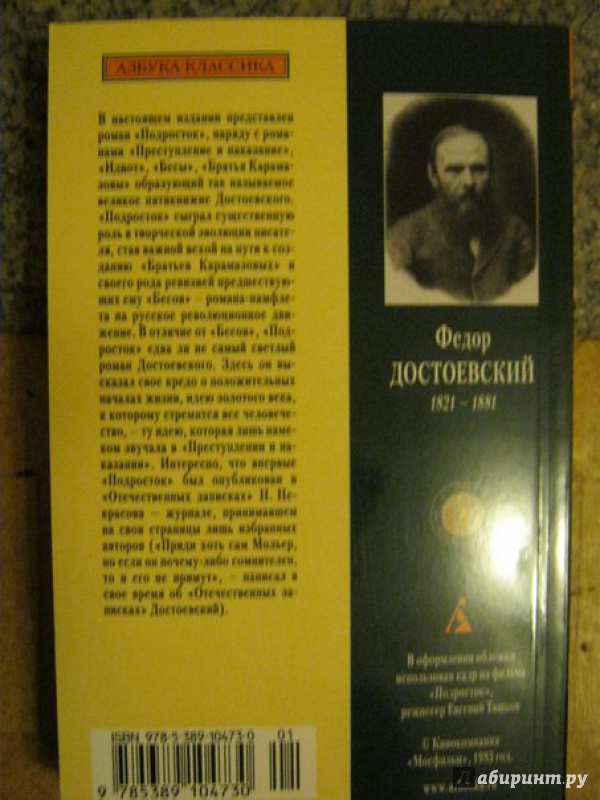 АЗБУКА-КЛАССИКА
В настоящем издании представлен
роман «Подросток», наряду с рома-
нами «Преступление и наказание»,
«Идиот», «Бесы», «Братья Карама-
зовы» образующий так называемое
великое пятикнижие Достоевского.
«Подросток» сыграл существенную
роль в творческой эволюции писате-
ля, став важной вехой на пути к соз-
данию «Братьев Карамазовых» и
своего рода ревизией предшествую-
щих ему «Бесов» – романа-памфле-
та на русское революционное дви-
жение. В отличие от «Бесов», «Под-
росток» едва ли не самый светлый
роман Достоевского. Здесь он вы-
сказал свое кредо о положительных
началах жизни, идею золотого века,
к которому стремится все человече-
ство, – ту идею, которая лишь наме-
ком звучала в «Преступлении и на-
казании». Интересно, что впервые
«Подросток» был опубликован в
«Отечественных записках» Н. Не-
красова – журнале, принимавшем
на свои страницы лишь избранных
авторов («Приди хоть сам Мольер,
но если он почему-либо сомнителен,
то и его не примут», – написал в
свое время об «Отечественных за-
писках» Достоевский).
ISBN 978-5-389-10473-0
01
9 785389 104730
Федор
ДОСТОЕВСКИЙ
1821 – 1881
В оформлении обложки
использован кадр из фильма
«Подросток»,
режиссер Евгений Ташков
© Кинокомпания
«Мосфильм», 1983 год.
www.
лабиринт.ру